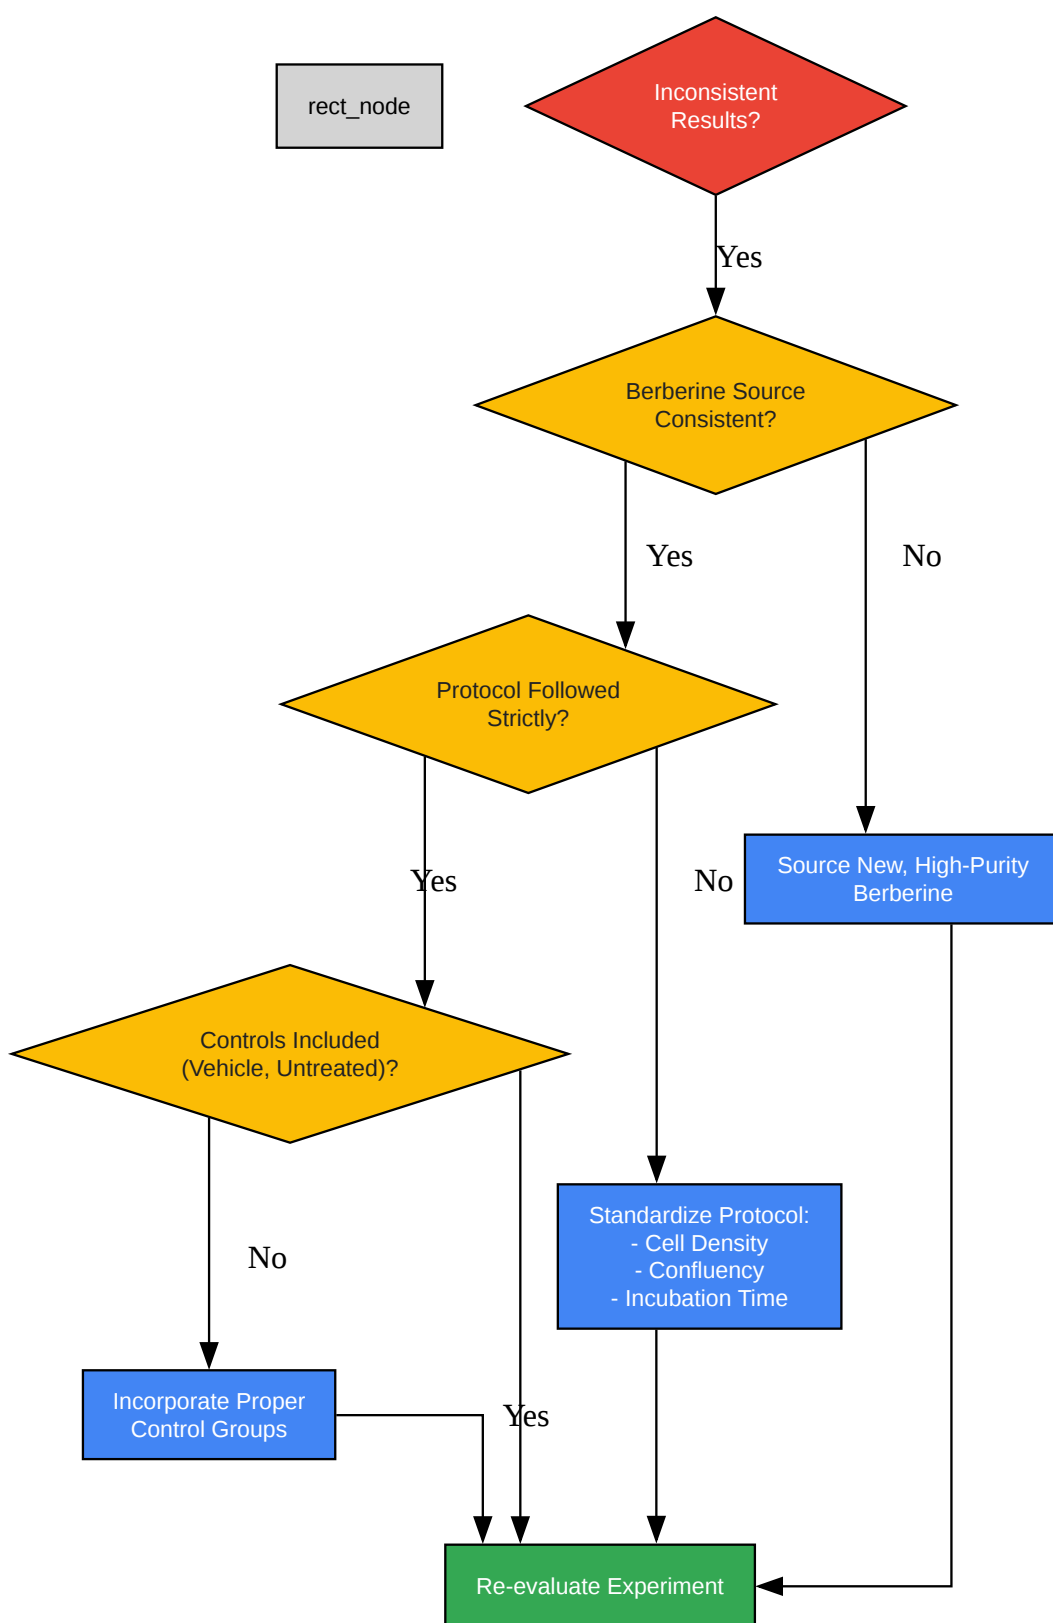 rect_node
Inconsistent
Results?
Yes
Berberine Source
Consistent?
Yes
No
Protocol Followed
Strictly?
Yes
No
Source New, High-Purity
Berberine
Controls Included
(Vehicle, Untreated)?
No
Standardize Protocol:
- Cell Density
- Confluency
- Incubation Time
Incorporate Proper
Control Groups
Yes
Re-evaluate Experiment